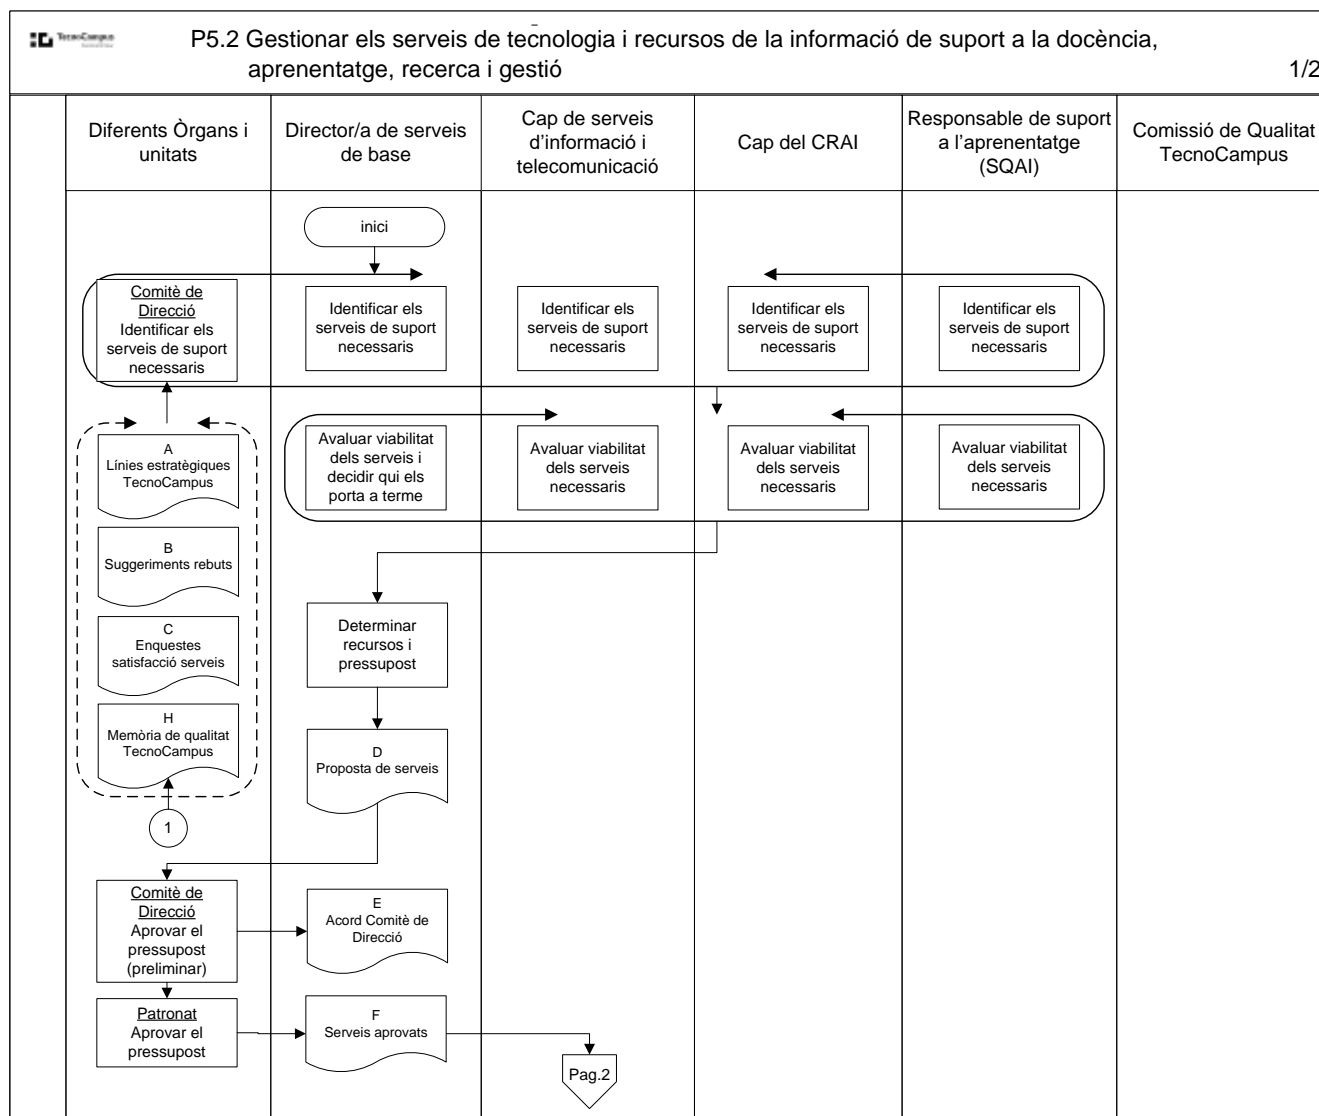 TecnoCampus
P5.2 Gestionar els serveis de tecnologia i recursos de la informació de suport a la docència,
aprenentatge, recerca i gestió
1/2
Diferents Òrgans i
unitats
Director/a de serveis
de base
Cap de serveis
d'informació i
telecomunicació
Cap del CRAI
Responsable de suport
a l'aprenentatge
(SQAI)
Comissió de Qualitat
TecnoCampus
inici
Comitè de
Direcció
Identificar els
serveis de suport
necessaris
Identificar els
serveis de suport
necessaris
Identificar els
serveis de suport
necessaris
Identificar els
serveis de suport
necessaris
Identificar els
serveis de suport
necessaris
A
Línies estratègiques
TecnoCampus
Avaluar viabilitat
dels serveis i
decidir qui els
porta a terme
Avaluar viabilitat
dels serveis
necessaris
Avaluar viabilitat
dels serveis
necessaris
Avaluar viabilitat
dels serveis
necessaris
B
Suggeriments rebuts
C
Enquestes
satisfacció serveis
Determinar
recursos i
pressupost
H
Memòria de qualitat
TecnoCampus
D
Proposta de serveis
1
Comitè de
Direcció
Aprovar el
pressupost
(preliminar)
E
Acord Comitè de
Direcció
Patronat
Aprovar el
pressupost
F
Serveis aprovats
Pag.2